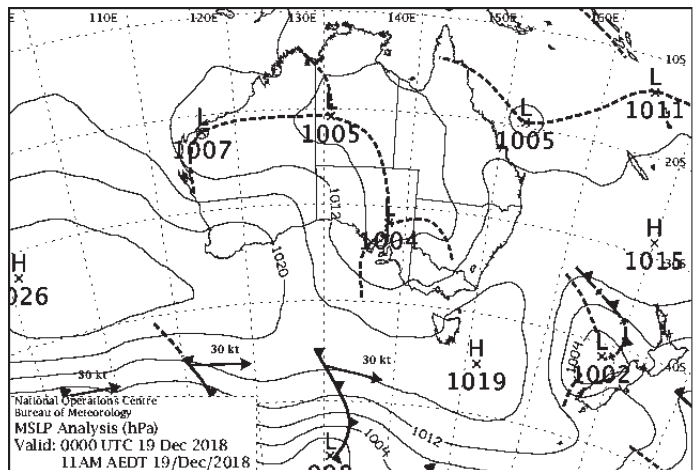 110E 120E 130E 140E 150E 160E
10S
L
1011
L
1007
L
1005
L
1005
20S
1012
L
1004
H
1015
30S
H
026
1020
1004
L
1002
40S
H
1019
30 kt
30 kt
30 kt
1012
1004
L
National Operations Centre
Bureau of Meteorology
MSLP Analysis (hPa)
Valid: 0000 UTC 19 Dec 2018
11AM AEDT 19/Dec/2018